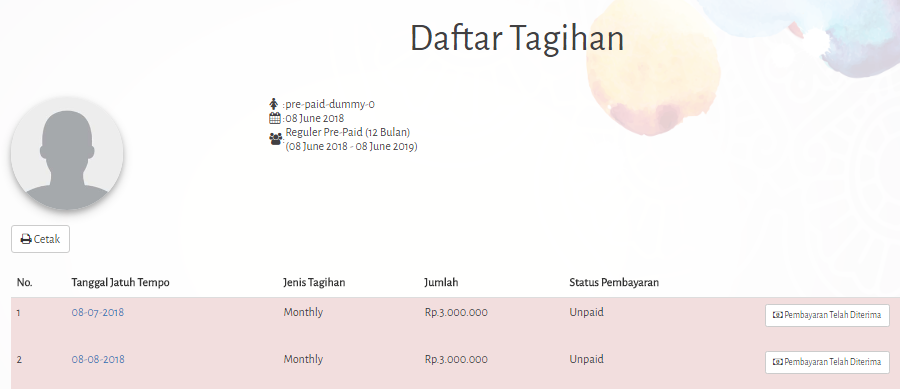 Daftar Tagihan
: pre-paid-dummy-0
: 08 June 2018
: Reguler Pre-Paid (12 Bulan)
(08 June 2018 - 08 June 2019)
Cetak
No. Tanggal Jatuh Tempo Jenis Tagihan Jumlah Status Pembayaran
1 08-07-2018 Monthly Rp.3.000.000 Unpaid Pembayaran Telah Diterima
2 08-08-2018 Monthly Rp.3.000.000 Unpaid Pembayaran Telah Diterima